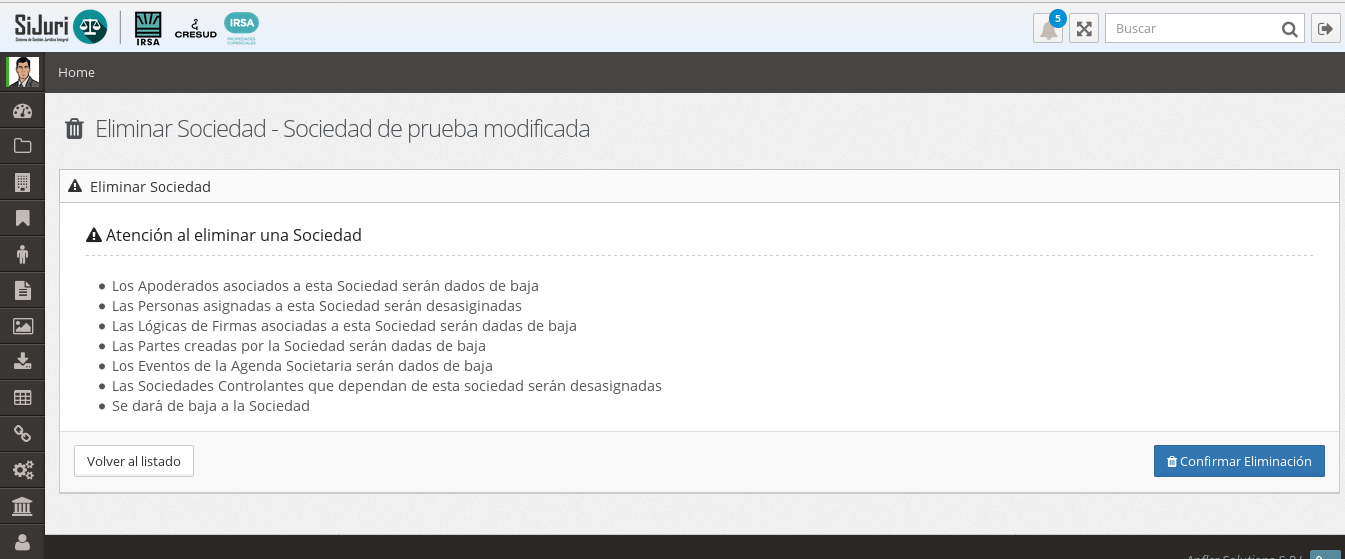 SiJuri
Sistema de Gestión Jurídica Integral
IRSA
CRESUD
IRSA
PROPIEDADES
COMERCIALES
5
Buscar
Home
Eliminar Sociedad - Sociedad de prueba modificada
Eliminar Sociedad
Atención al eliminar una Sociedad
Los Apoderados asociados a esta Sociedad serán dados de baja
Las Personas asignadas a esta Sociedad serán desasiginadas
Las Lógicas de Firmas asociadas a esta Sociedad serán dadas de baja
Las Partes creadas por la Sociedad serán dadas de baja
Los Eventos de la Agenda Societaria serán dados de baja
Las Sociedades Controlantes que dependan de esta sociedad serán desasignadas
Se dará de baja a la Sociedad
Volver al listado
Confirmar Eliminación